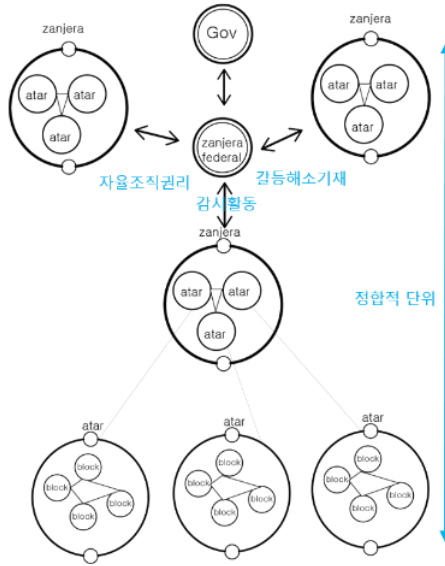 zanjera
Gov
zanjera
atar
atar
atar
atar
atar
atar
zanjera
federal
자율조직권리
갈등해소기재
감시활동
zanjera
atar
atar
atar
정합적 단위
atar
atar
atar
block
block
block
block
block
block
block
block
block
block
block
block